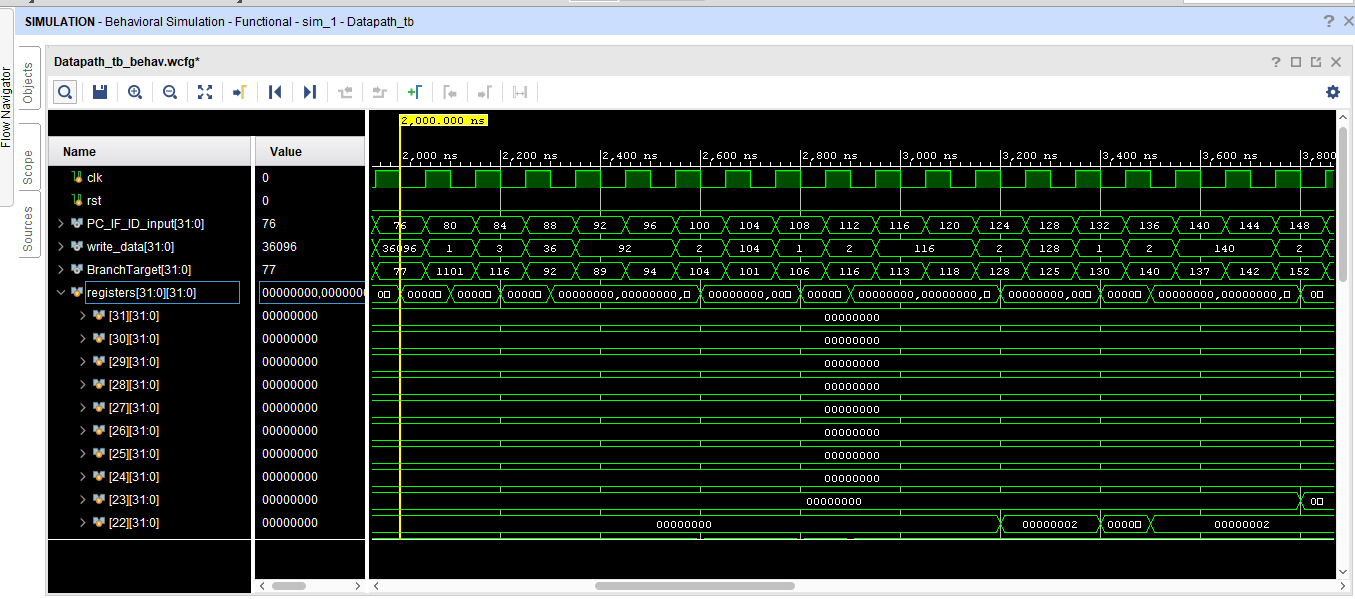 SIMULATION - Behavioral Simulation - Functional - sim_1 - Datapath_tb ? ×
Flow Navigator
Objects
Scope
Sources
Datapath_tb_behav.wcfg* ?
2,000.000 ns
Name Value 2,000 ns 2,200 ns 2,400 ns 2,600 ns 2,800 ns 3,000 ns 3,200 ns 3,400 ns 3,600 ns 3,800
clk 0
rst 0
PC_IF_ID_input[31:0] 76 76 80 84 88 92 96 100 104 108 112 116 120 124 128 132 136 140 144 148
write_data[31:0] 36096 36096 1 3 36 92 2 104 1 2 116 2 128 1 2 140 2
BranchTarget[31:0] 77 77 1101 116 92 89 94 104 101 106 116 113 118 128 125 130 140 137 142 152
registers[31:0][31:0] 00000000,0000000 0 0000 0000 0000 00000000,00000000, 00000000,00 0000 00000000,00000000, 00000000,00 0000 00000000,00000000, 00
[31][31:0] 00000000 00000000
[30][31:0] 00000000 00000000
[29][31:0] 00000000 00000000
[28][31:0] 00000000 00000000
[27][31:0] 00000000 00000000
[26][31:0] 00000000 00000000
[25][31:0] 00000000 00000000
[24][31:0] 00000000 00000000
[23][31:0] 00000000 00000000 00
[22][31:0] 00000000 00000000 00000002 0000 00000002